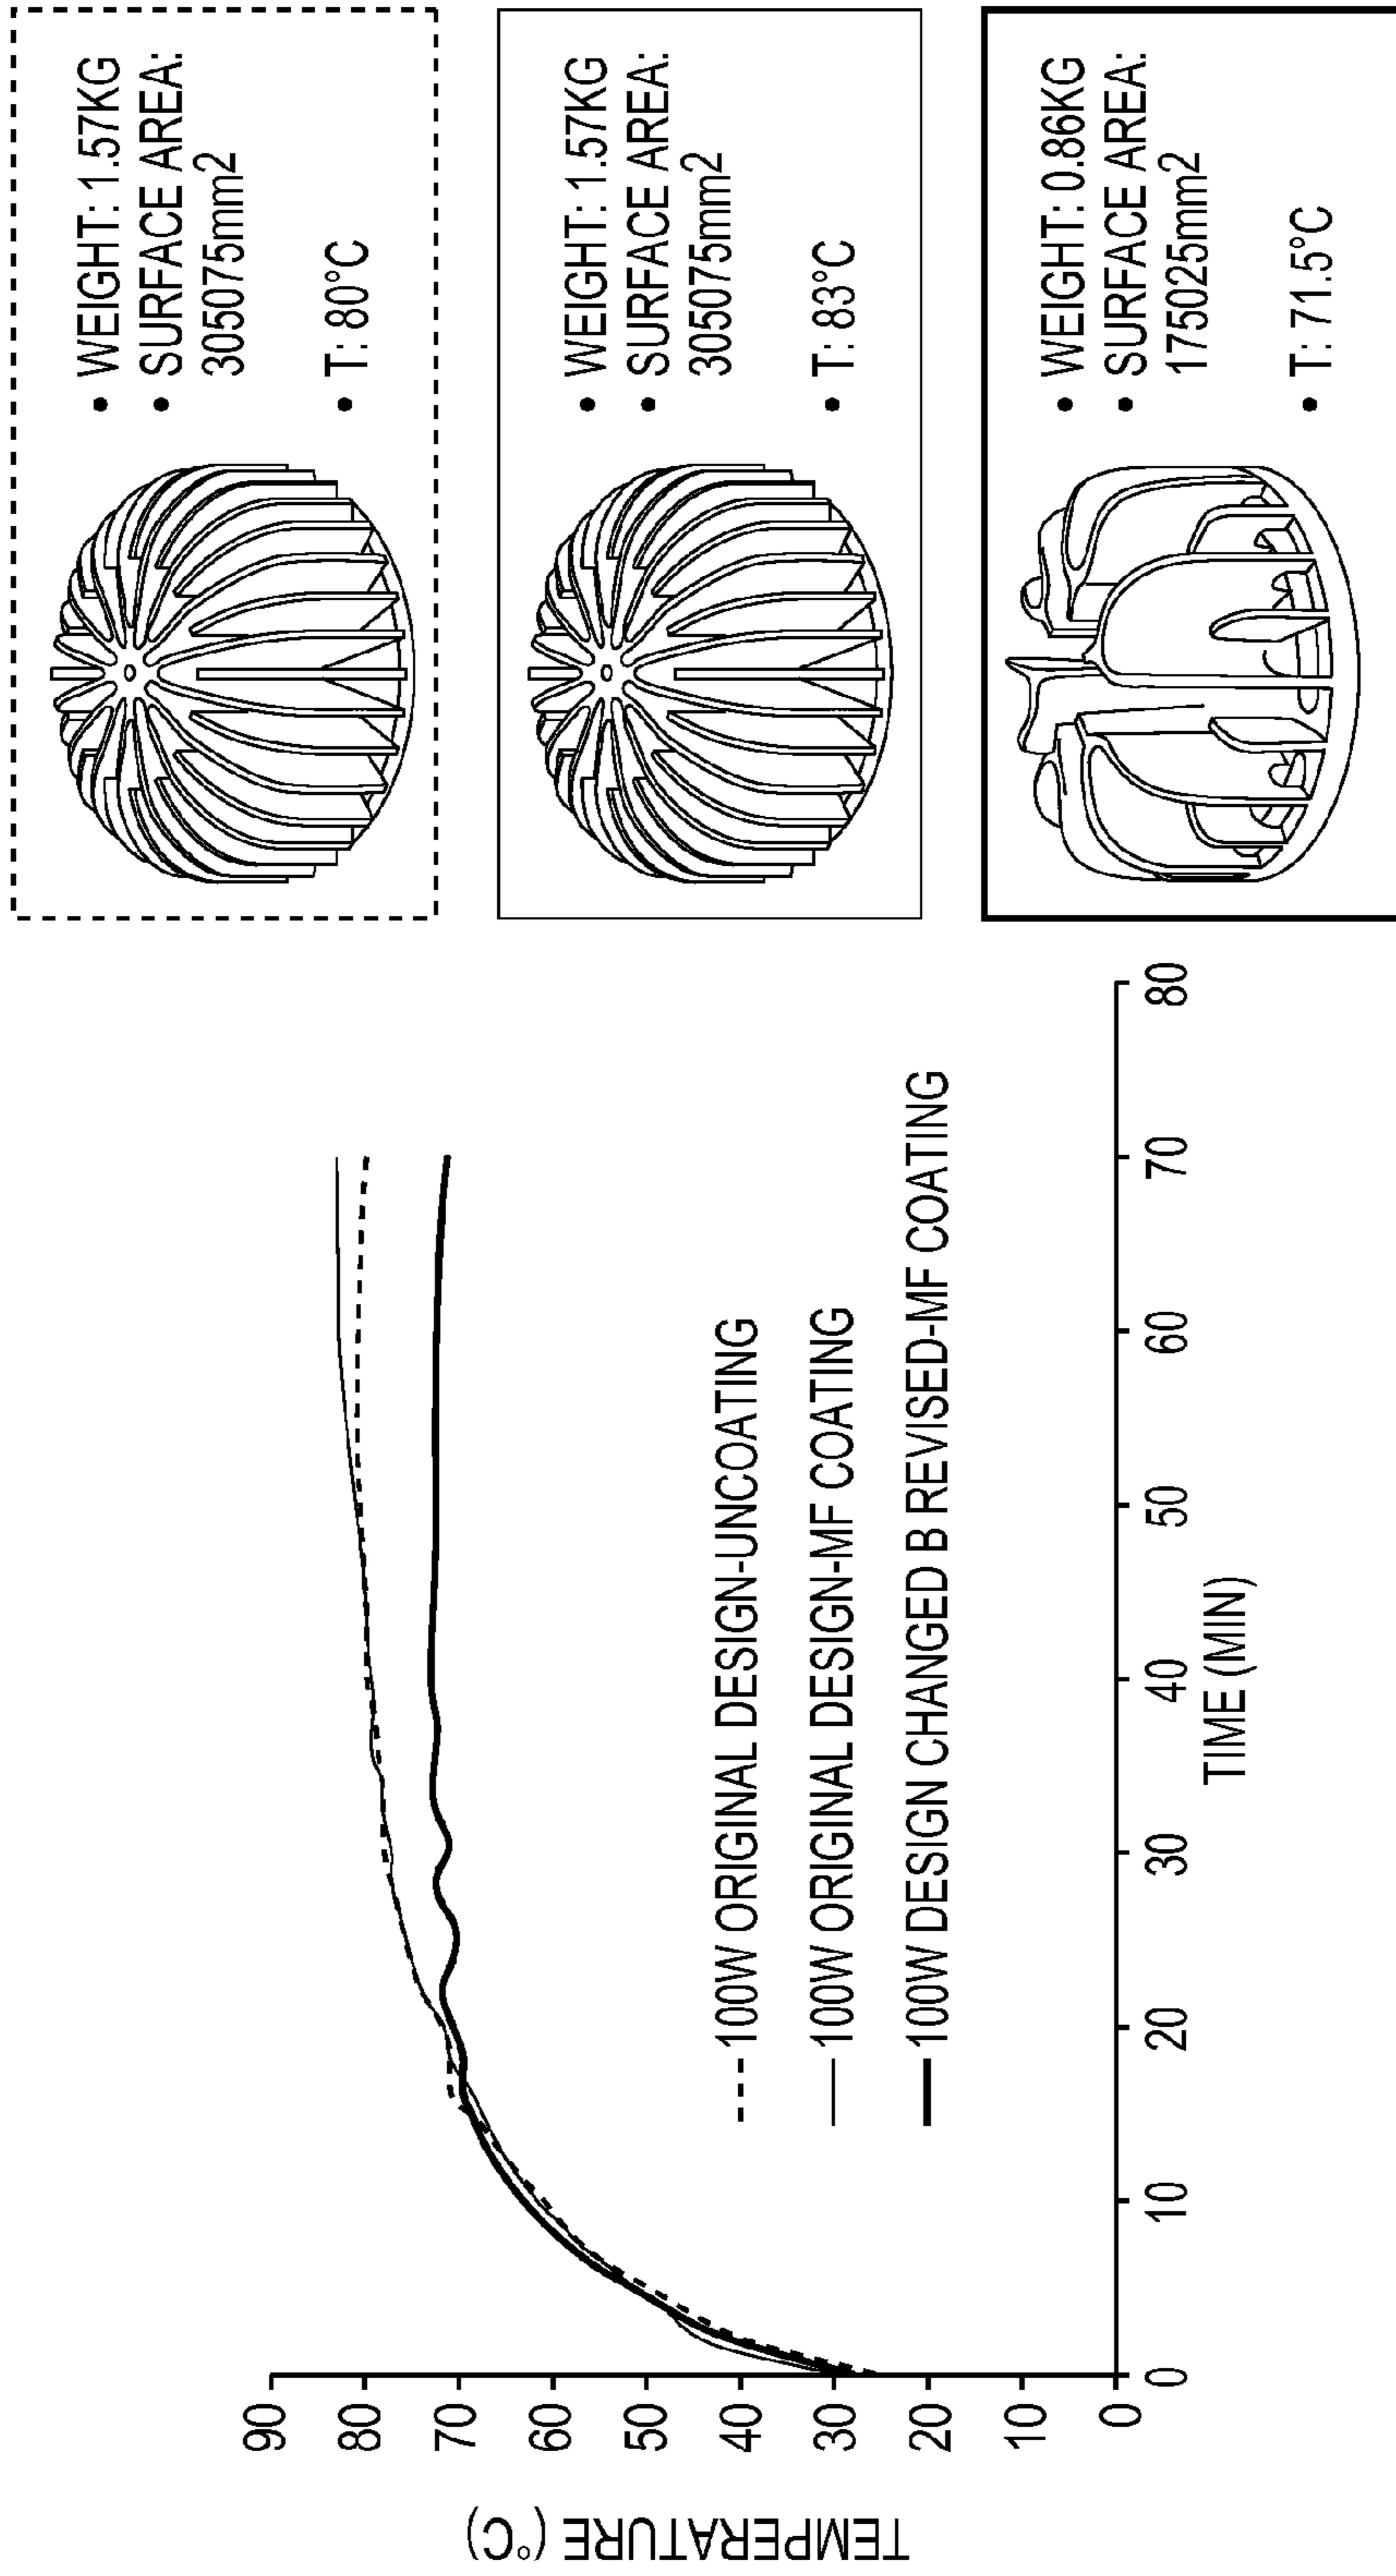 TEMPERATURE (°C)
90
80
70
60
50
40
30
20
10
0
0
10
20
30
40
50
60
70
80
TIME (MIN)
100W ORIGINAL DESIGN-UNCOATING
100W ORIGINAL DESIGN-MF COATING
100W DESIGN CHANGED B REVISED-MF COATING
• WEIGHT: 1.57KG
• SURFACE AREA:
305075mm2
• T: 80°C
• WEIGHT: 1.57KG
• SURFACE AREA:
305075mm2
• T: 83°C
• WEIGHT: 0.86KG
• SURFACE AREA:
175025mm2
• T: 71.5°C